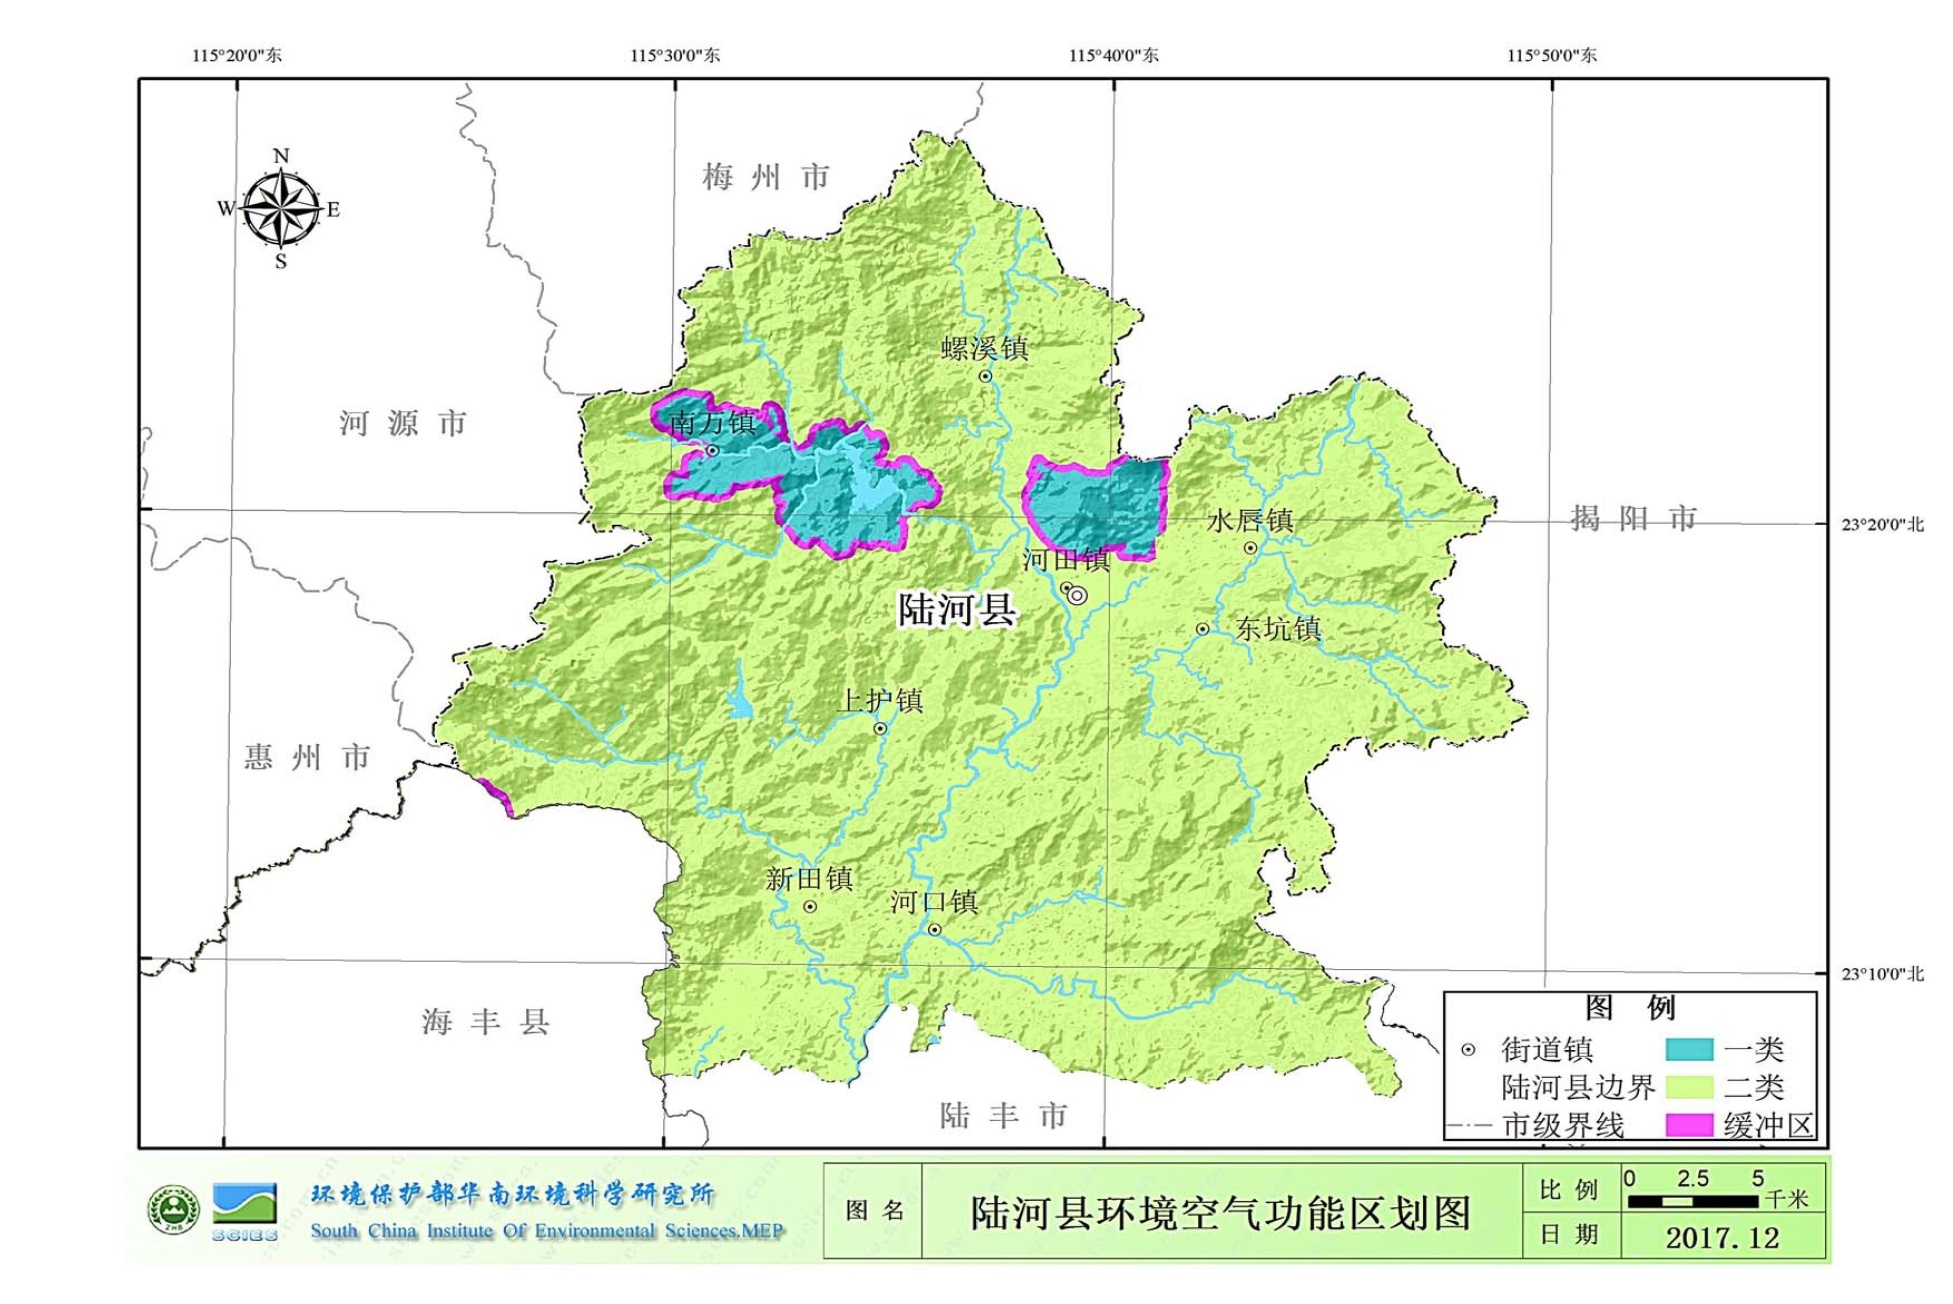 115°20'0"东
115°30'0"东
115°40'0"东
115°50'0"东
N
W
E
S
梅州市
螺溪镇
河源市
南万镇
水唇镇
揭阳市
23°20'0"北
河田镇
陆河县
东坑镇
上护镇
惠州市
新田镇
河口镇
23°10'0"北
海丰县
陆丰市
图 例
街道镇
一类
陆河县边界
二类
市级界线
缓冲区
环境保护部华南环境科学研究所
South China Institute Of Environmental Sciences.MEP
SCIES
图名
陆河县环境空气功能区划图
比例
0 2.5 5
千米
日期
2017.12